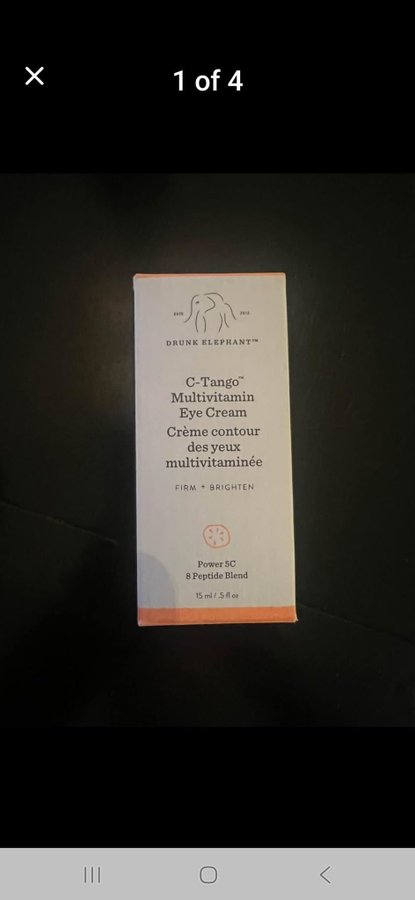 1 of 4
ESTD 2012
DRUNK ELEPHANT™
C-Tango™
Multivitamin
Eye Cream
Crème contour
des yeux
multivitaminée
FIRM + BRIGHTEN
Power 5C
8 Peptide Blend
15 ml / .5 fl oz